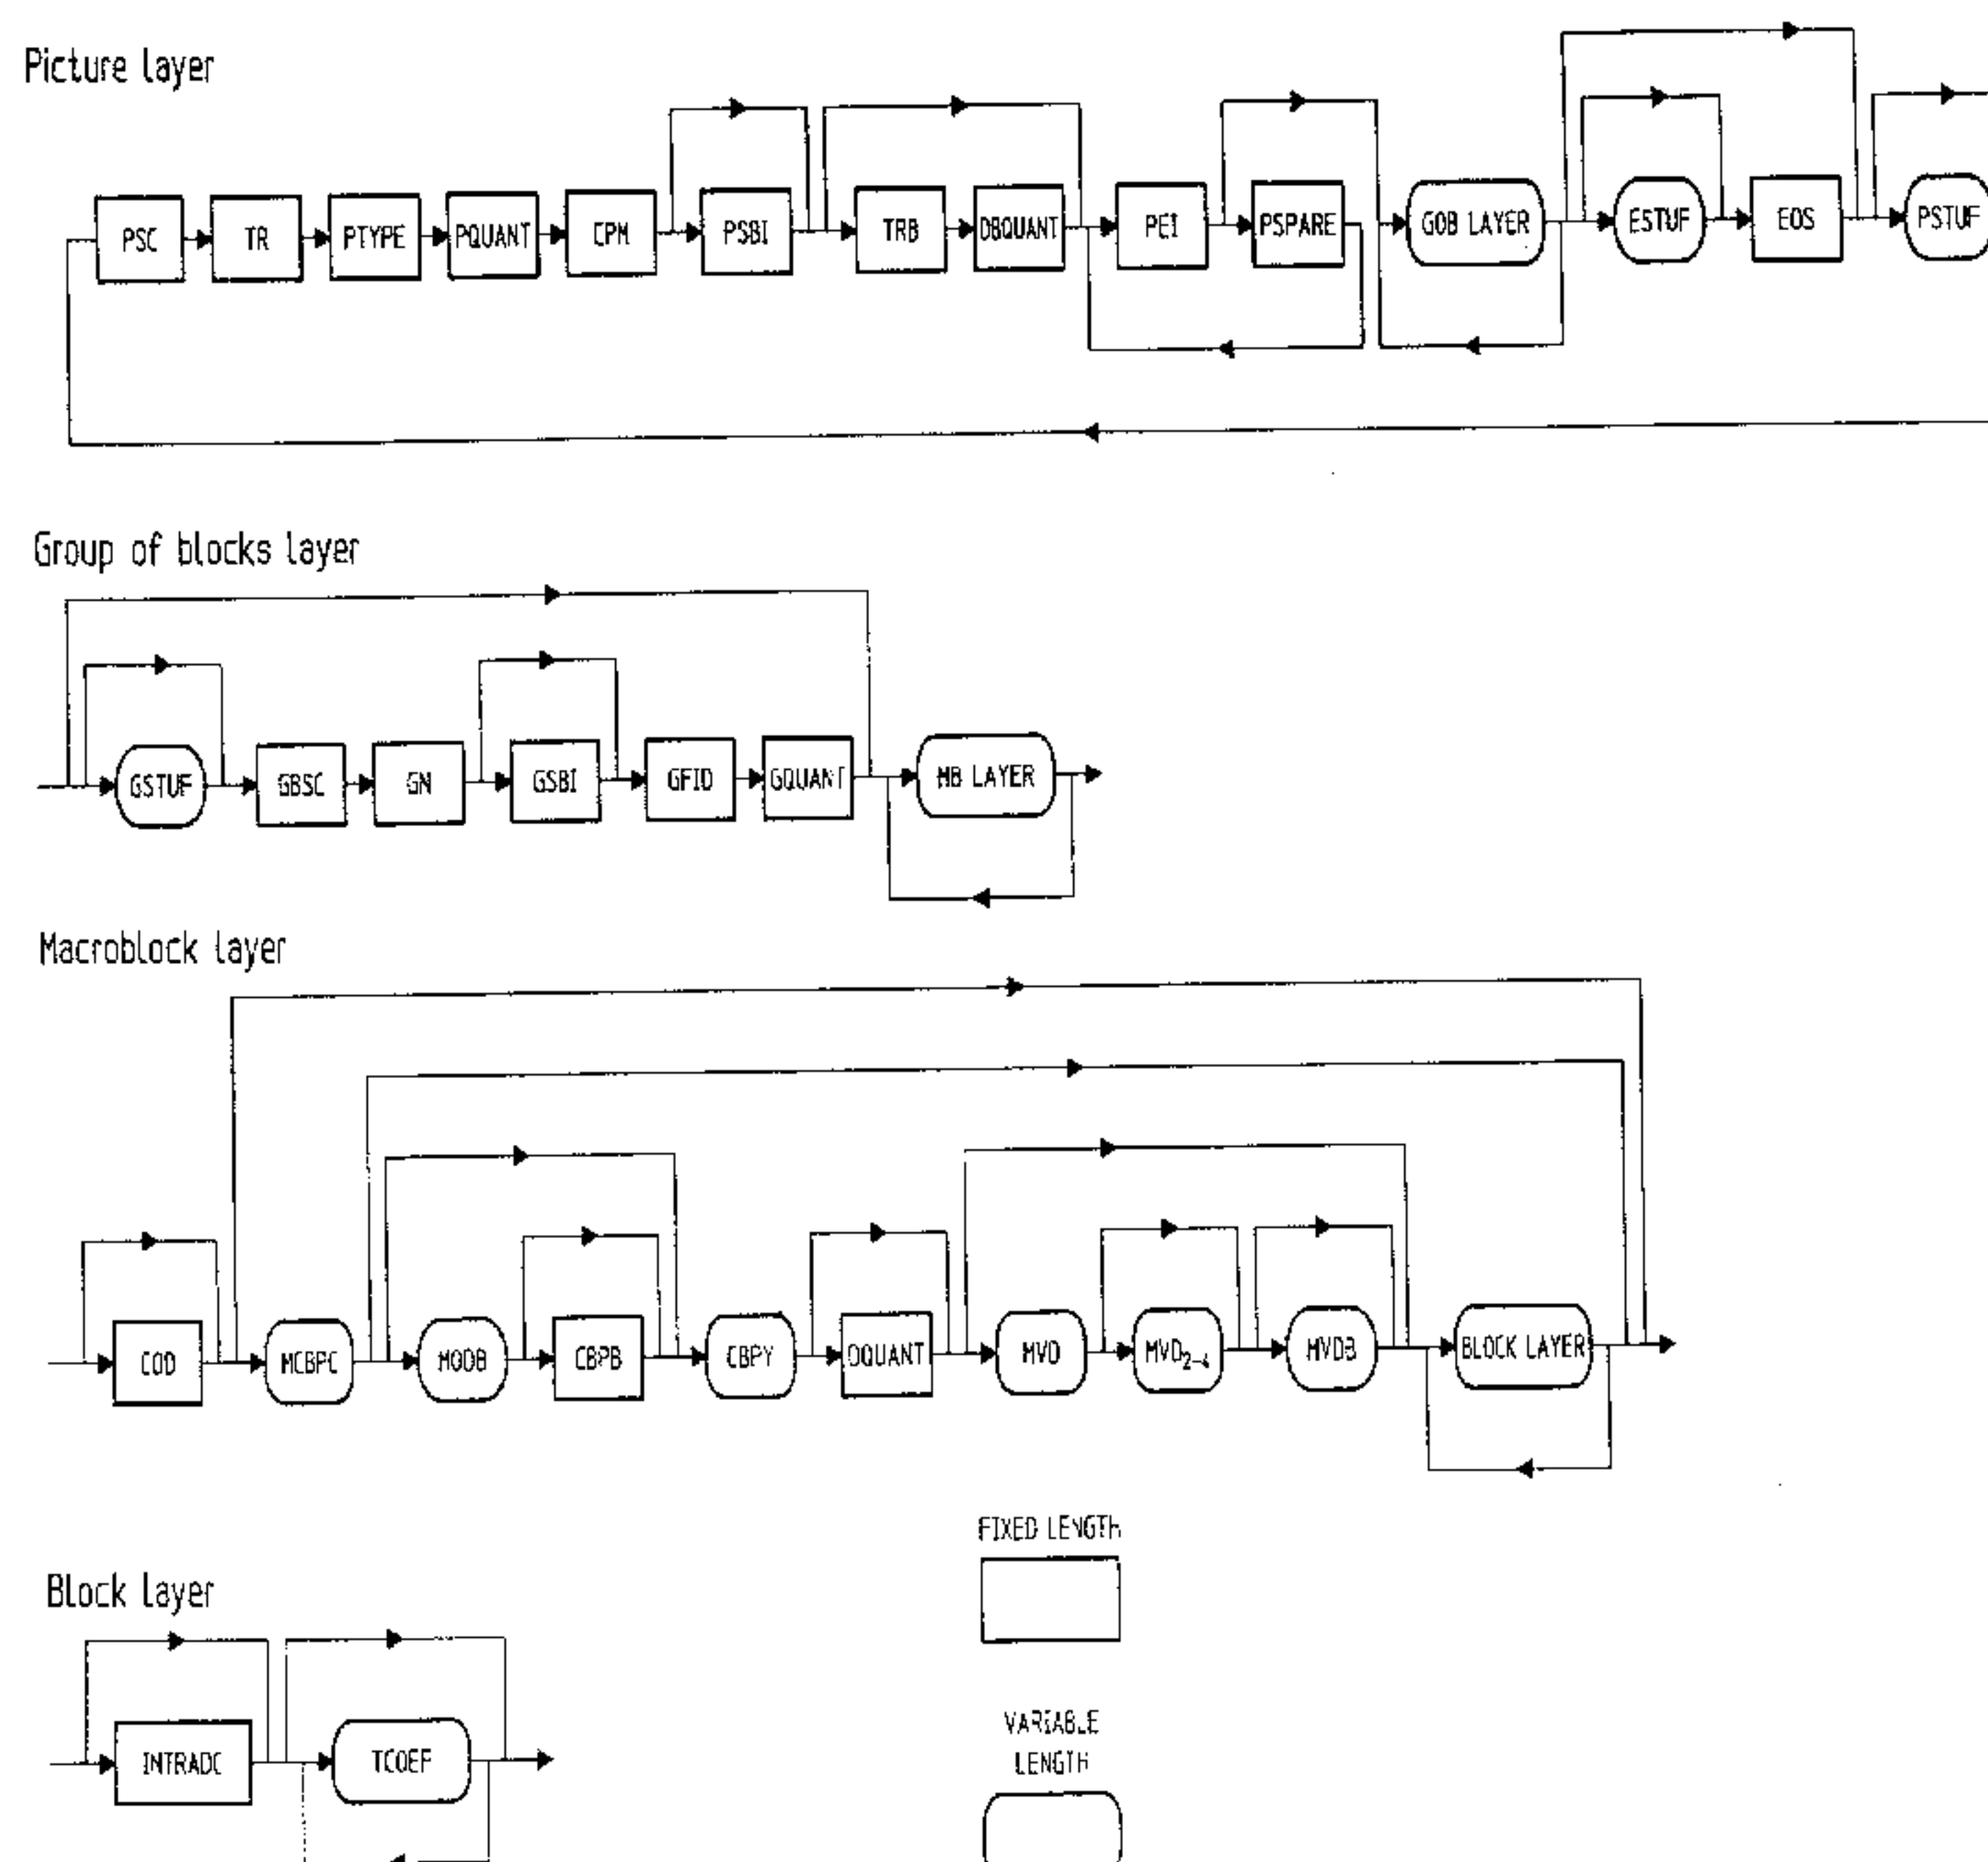 Picture layer
PSC TR PTYPE PQUANT CPM PSBI TRB DBQUANT PEI PSPARE GOB LAYER ESTUF EOS PSTUF
Group of blocks layer
GSTUF GBSC GN GSBI GFID GQUANT MB LAYER
Macroblock layer
COD MCBPC MODB CBPB CBPY DQUANT MVD MVD2-4 MVDB BLOCK LAYER
FIXED LENGTH
Block layer
INTRADC TCOEF
VARIABLE
LENGTH